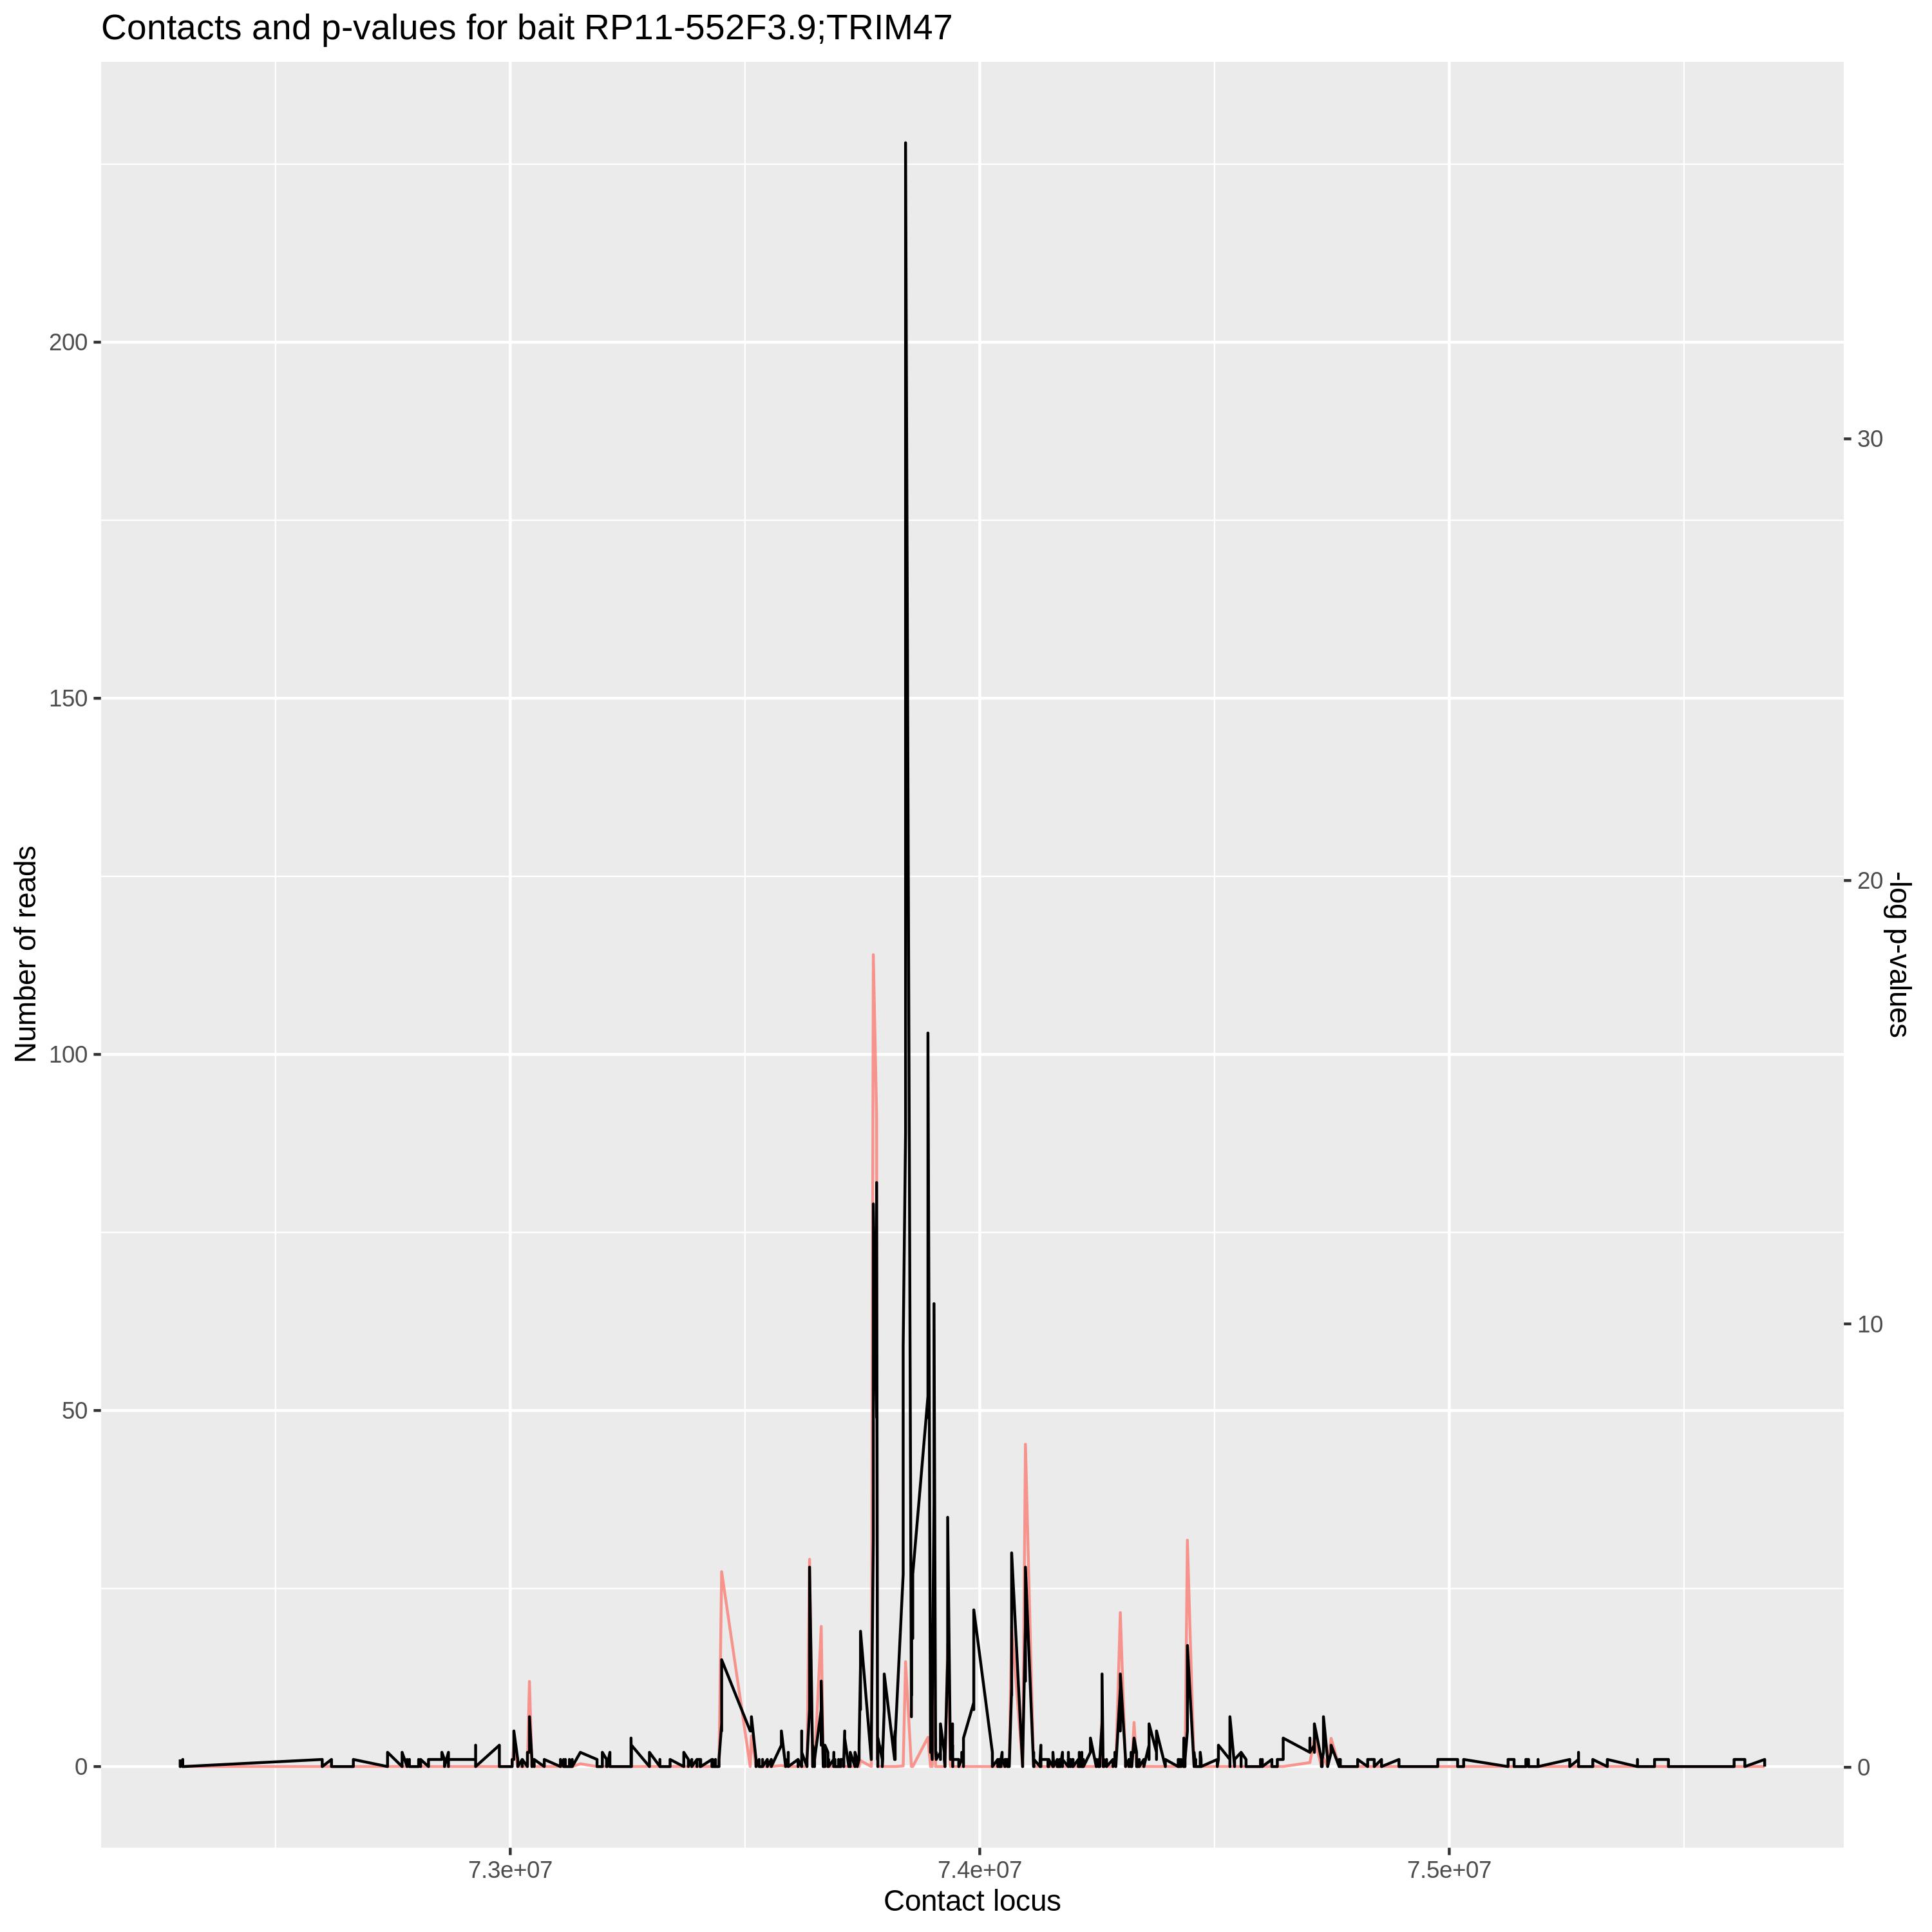 Contacts and p-values for bait RP11-552F3.9;TRIM47
Number of reads
200
150
100
50
0
30
20
10
0
-log p-values
7.3e+07
7.4e+07
7.5e+07
Contact locus